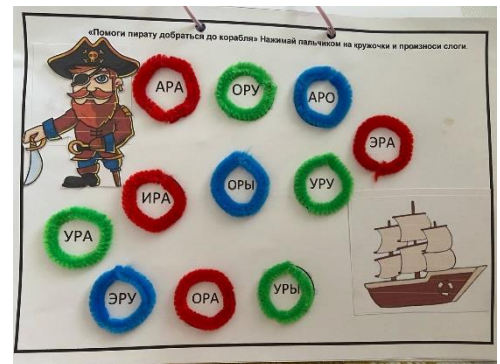 «Помоги пирату добраться до корабля» Нажимай пальчиком на кружочки и произноси слоги.
АРА ОРУ АРО
ЭРА
ИРА ОРЫ УРУ
УРА
ЭРУ ОРА УРЫ